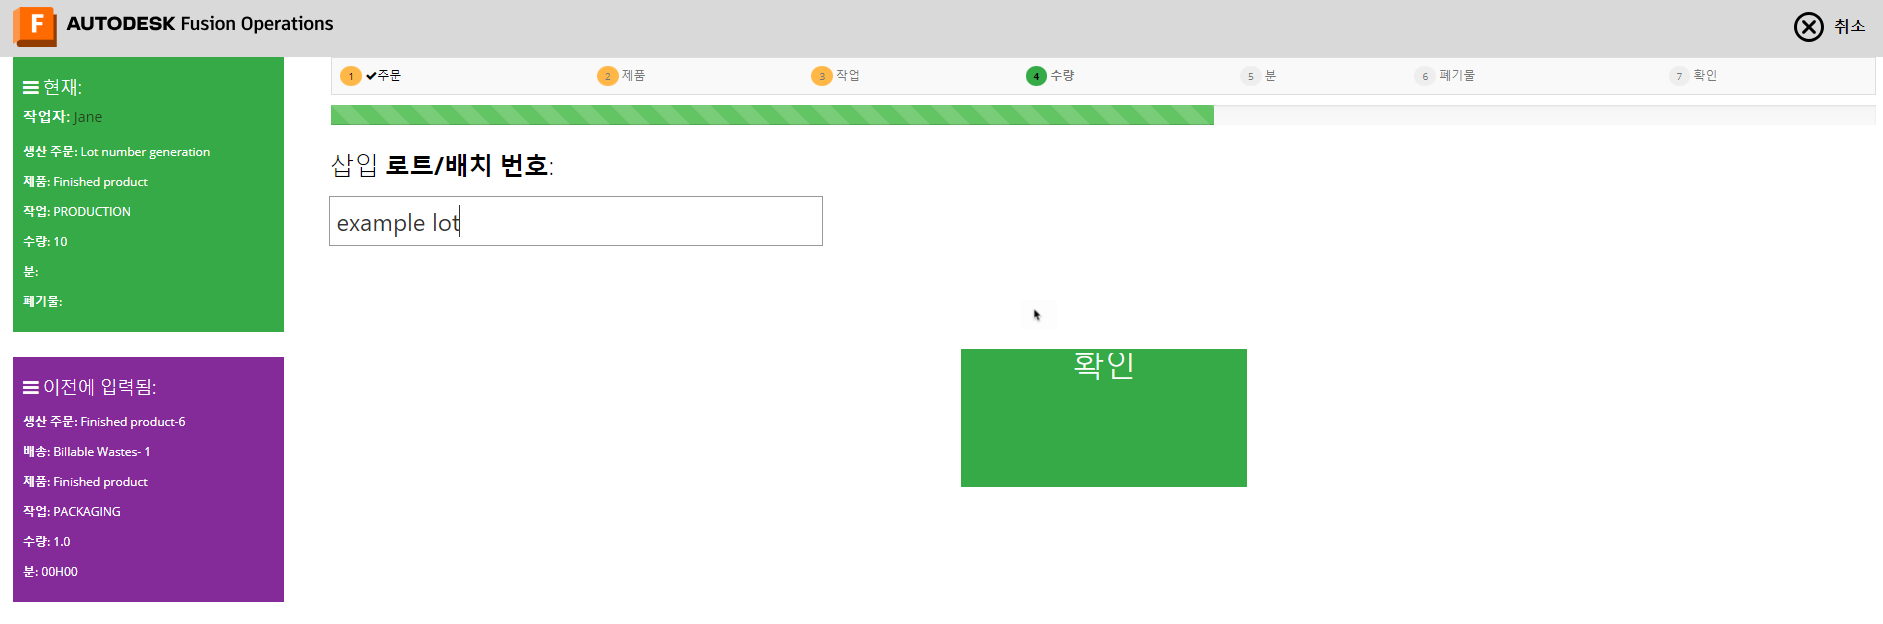 F AUTODESK Fusion Operations
취소
현재:
작업자: Jane
생산 주문: Lot number generation
제품: Finished product
작업: PRODUCTION
수량: 10
분:
폐기물:
이전에 입력됨:
생산 주문: Finished product-6
배송: Billable Wastes- 1
제품: Finished product
작업: PACKAGING
수량: 1.0
분: 00H00
1 ✔주문 2 제품 3 작업 4 수량 5 분 6 폐기물 7 확인
삽입 로트/배치 번호:
example lot
확인